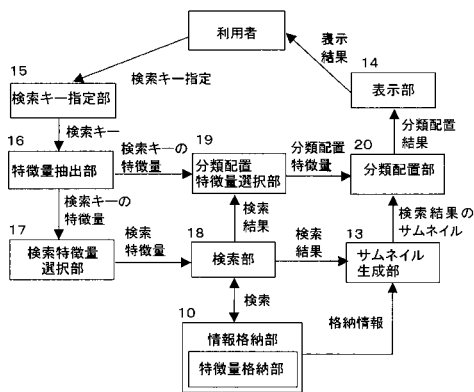 利用者
表示
結果
14
15
検索キー指定
検索キー指定部
表示部
検索キー
16
検索キーの
特徴量
19
分類配置
特徴量
分類配置
結果
20
特徴量抽出部
分類配置
特徴量選択部
分類配置部
検索キーの
特徴量
17
検索
特徴量
検索
結果
18
検索
結果
検索結果の
サムネイル
13
検索特徴量
選択部
検索部
サムネイル
生成部
検索
10
格納情報
情報格納部
特徴量格納部